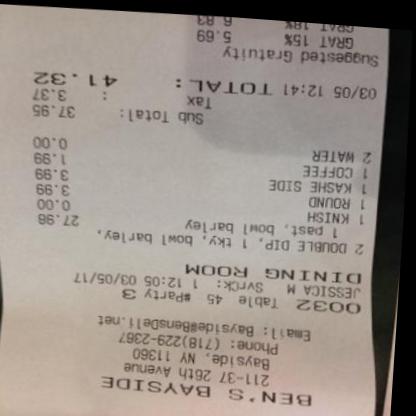 BEN'S BAYSIDE
211-37 26th Avenue
Bayside, NY 11360
Phone: (718)229-2367
Email: Bayside@BensDeli.net
0032 Table 45 #Party 3
JESSICA M SvrCk: 1 12:05 03/05/17
DINING ROOM
2 DOUBLE DIP, 1 tky, bowl barley,
1 past, bowl barley 27.98
1 KNISH 0.00
1 ROUND 3.99
1 KASHE SIDE 3.99
1 COFFEE 1.99
2 WATER 0.00
Sub Total: 37.95
Tax : 3.37
03/05 12:41 TOTAL: 41.32
Suggested Gratuity
GRAT 15% 5.69
GRAT 18% 6.83